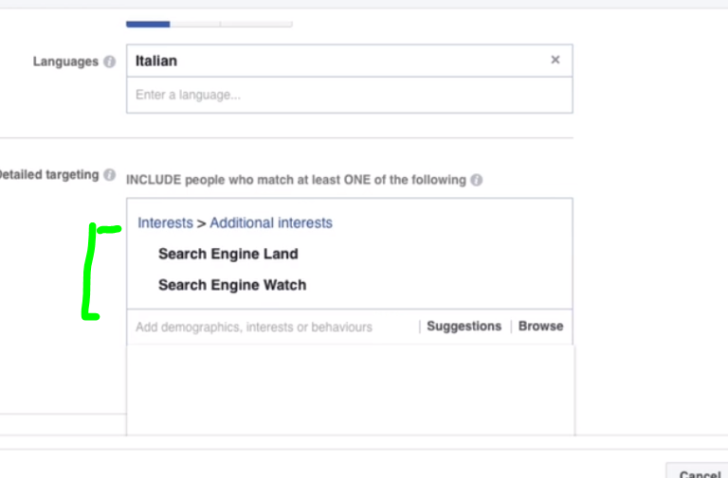 Languages
Italian
Enter a language...
Detailed targeting
INCLUDE people who match at least ONE of the following
Interests > Additional interests
Search Engine Land
Search Engine Watch
Add demographics, interests or behaviours | Suggestions | Browse
Cancel